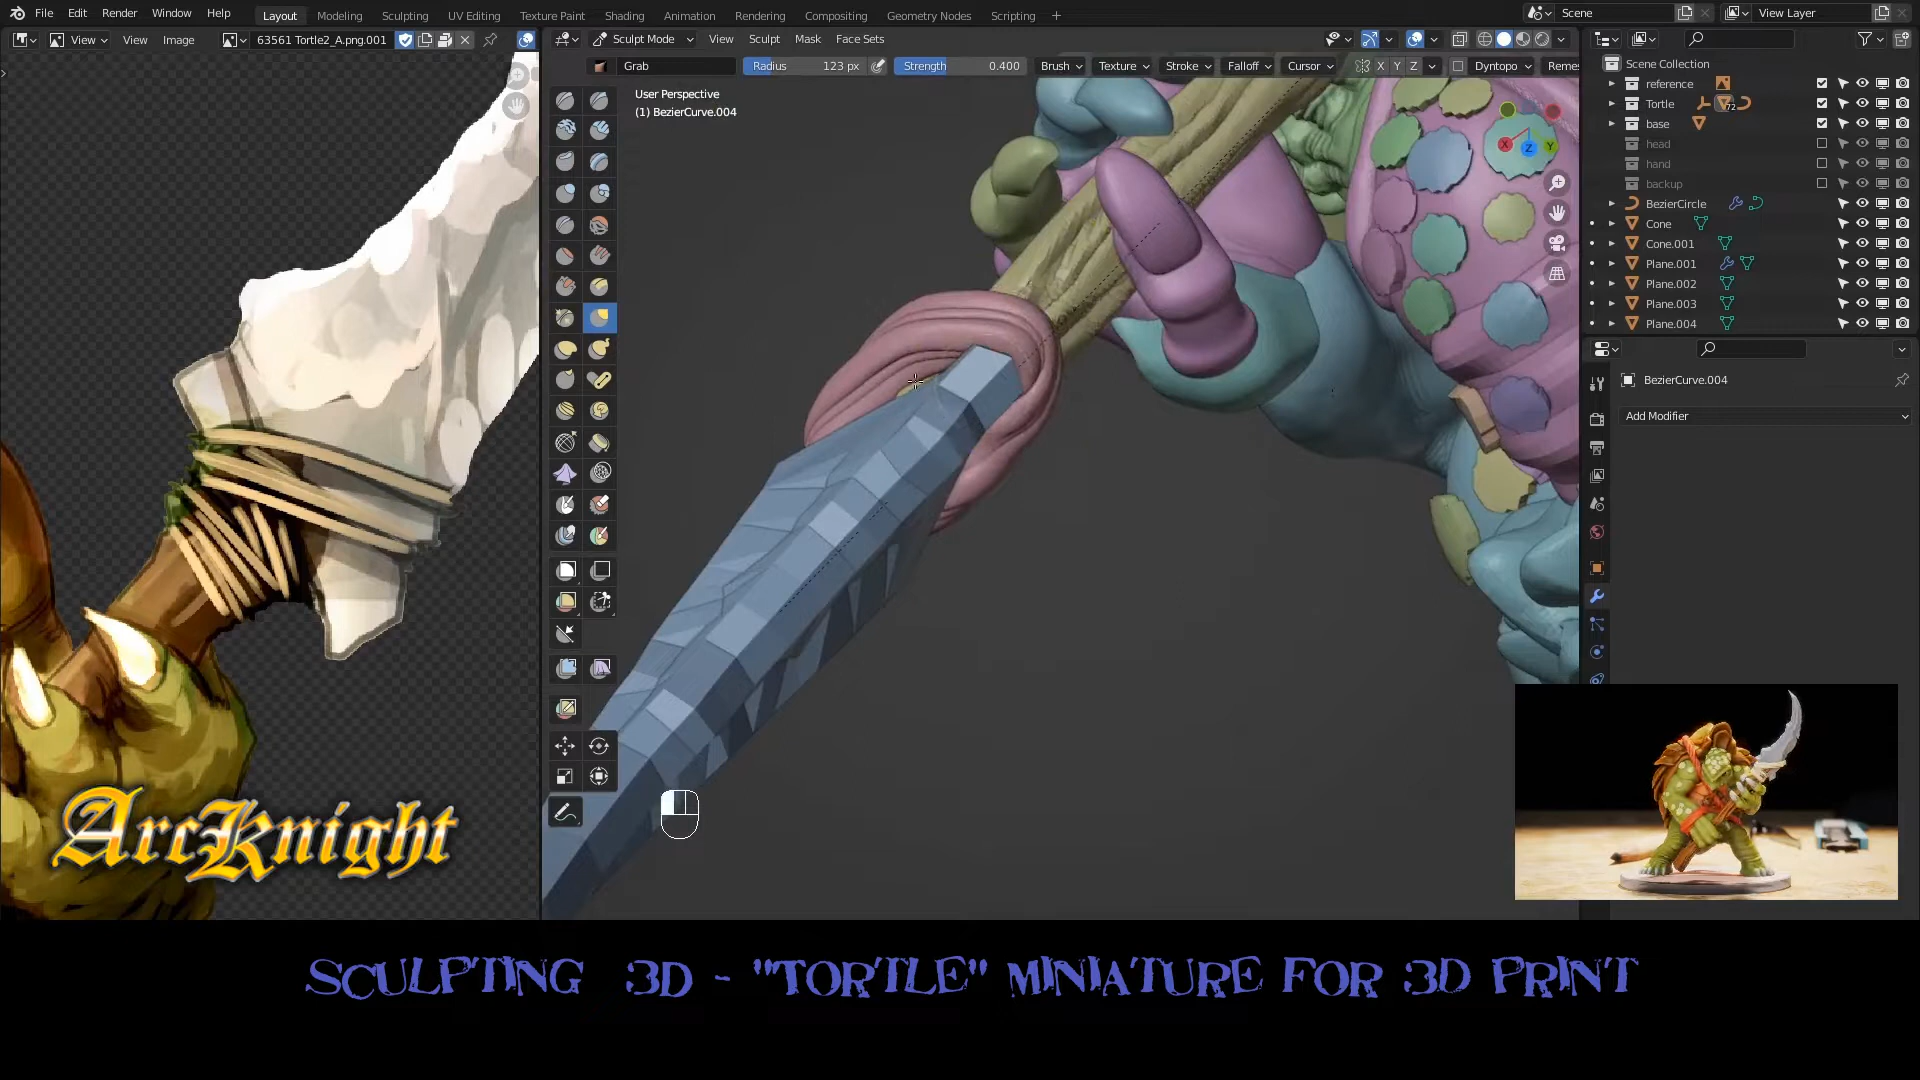 File Edit Render Window Help
Layout Modeling Sculpting UV Editing Texture Paint Shading Animation Rendering Compositing Geometry Nodes Scripting +
Scene
View Layer
View View Image 63561 Tortle2_A.png.001
Sculpt Mode View Sculpt Mask Face Sets
Grab Radius 123 px Strength 0.400 Brush Texture Stroke Falloff Cursor X Y Z Dyntopo Remes
User Perspective
(1) BezierCurve.004
X Z Y
Scene Collection
reference
Tortle 72
base
head
hand
backup
BezierCircle
Cone
Cone.001
Plane.001
Plane.002
Plane.003
Plane.004
BezierCurve.004
Add Modifier
ArcKnight
SCULPTING 3D - "TORTLE" MINIATURE FOR 3D PRINT